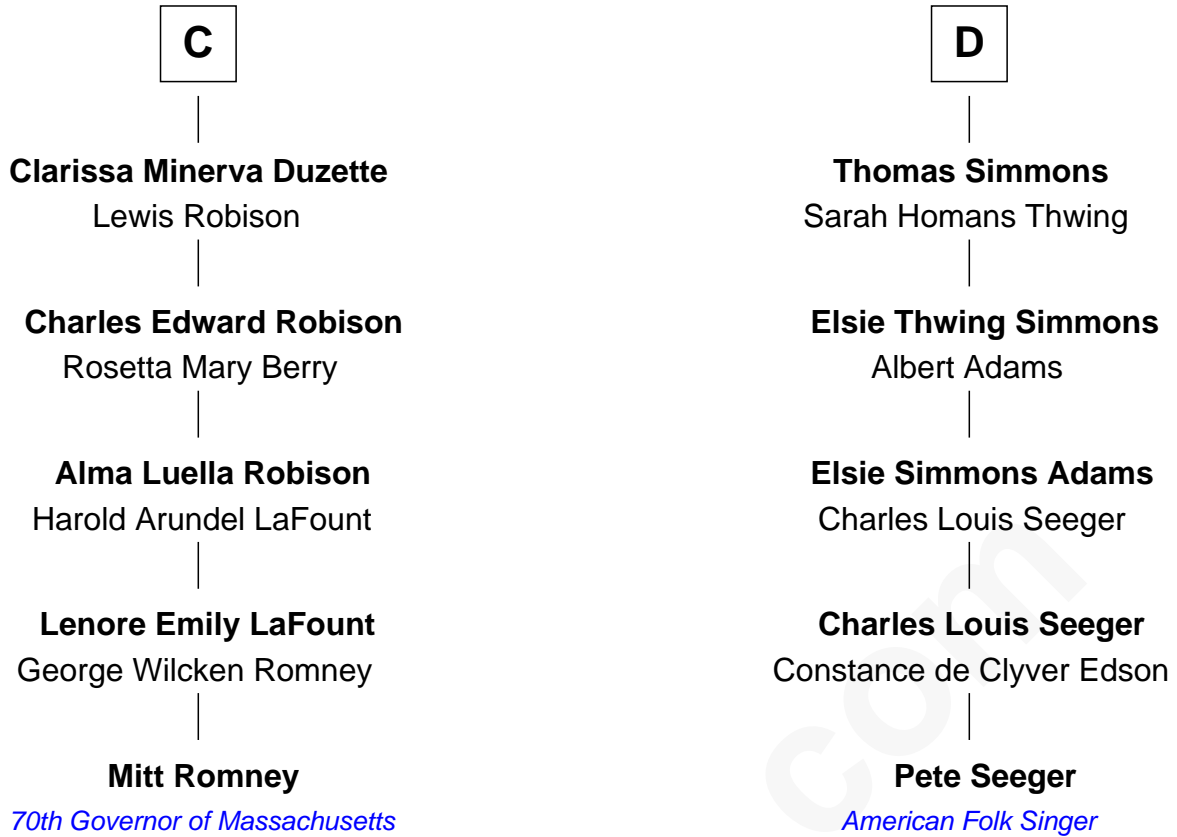 C
Clarissa Minerva Duzette
Lewis Robison
Charles Edward Robison
Rosetta Mary Berry
Alma Luella Robison
Harold Arundel LaFount
Lenore Emily LaFount
George Wilcken Romney
Mitt Romney
70th Governor of Massachusetts
D
Thomas Simmons
Sarah Homans Thwing
Elsie Thwing Simmons
Albert Adams
Elsie Simmons Adams
Charles Louis Seeger
Charles Louis Seeger
Constance de Clyver Edson
Pete Seeger
American Folk Singer
com